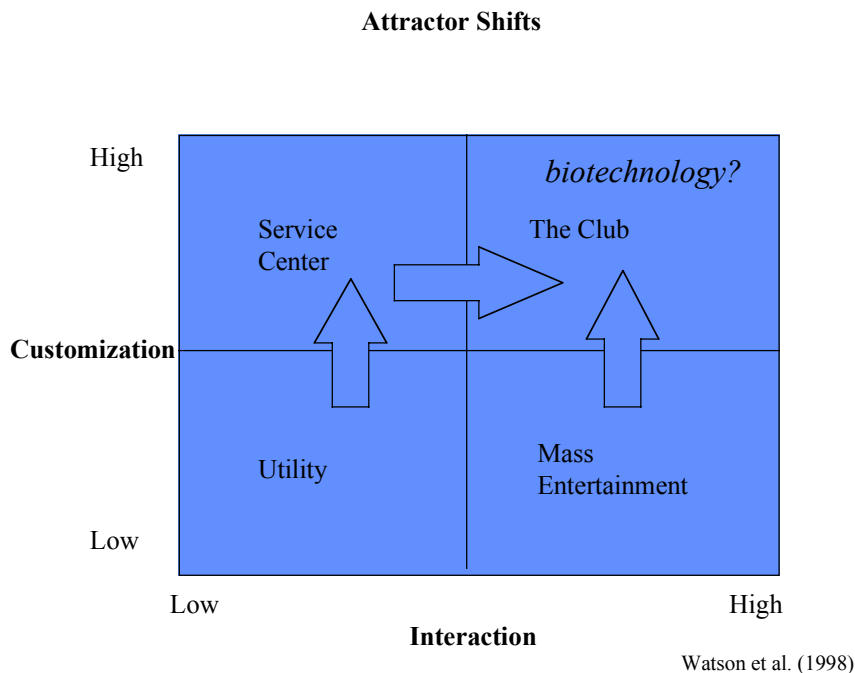 Attractor Shifts
High
biotechnology?
Service
Center
The Club
Customization
Utility
Mass
Entertainment
Low
Low
High
Interaction
Watson et al. (1998)